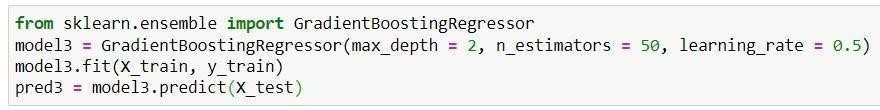 from sklearn.ensemble import GradientBoostingRegressor
model3 = GradientBoostingRegressor(max_depth = 2, n_estimators = 50, learning_rate = 0.5)
model3.fit(X_train, y_train)
pred3 = model3.predict(X_test)